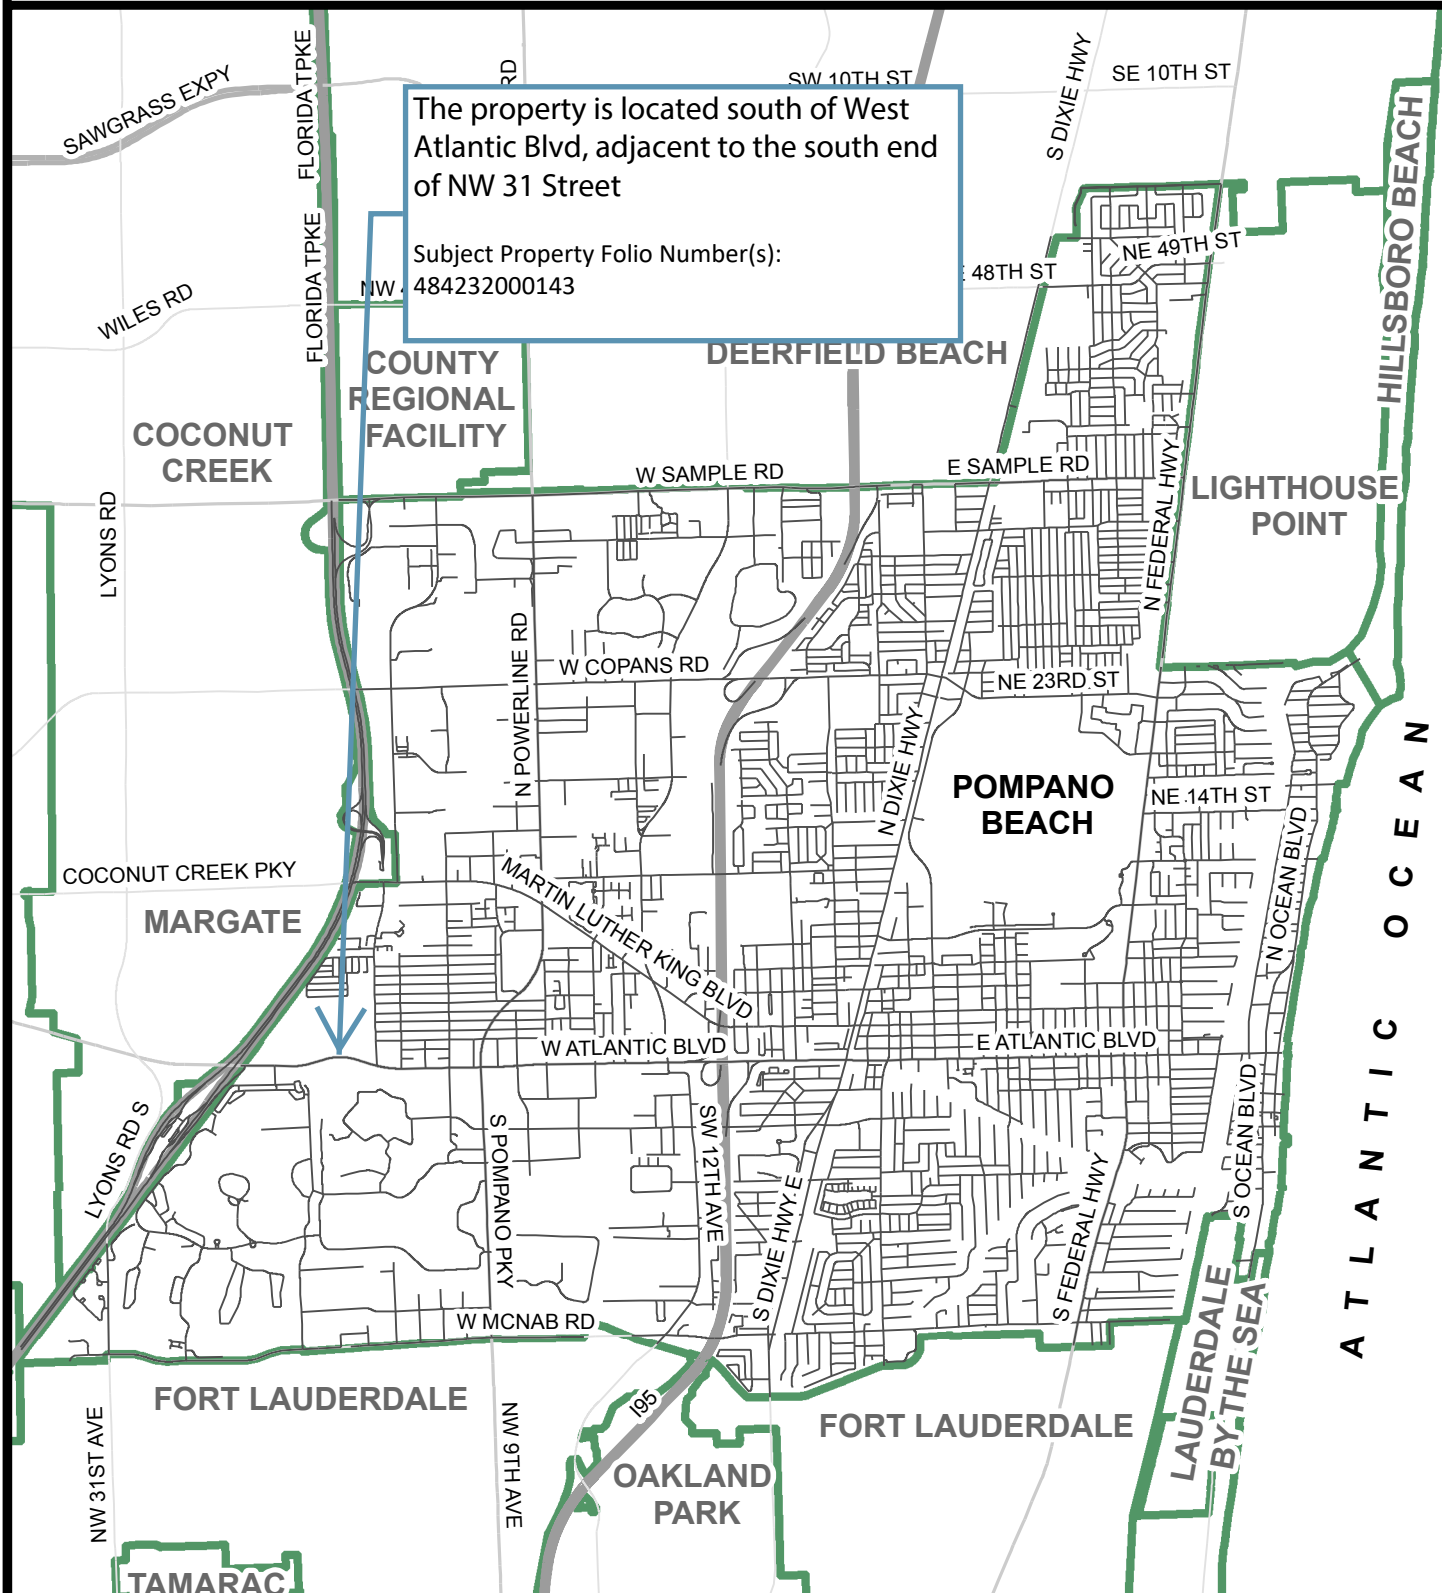 SAWGRASS EXPY
FLORIDA TPKE
RD
SW 10TH ST
S DIXIE HWY
SE 10TH ST
The property is located south of West
Atlantic Blvd, adjacent to the south end
of NW 31 Street
Subject Property Folio Number(s):
484232000143
HILLSBORO BEACH
FLORIDA TPKE
NE 49TH ST
48TH ST
NW
WILES RD
COUNTY
REGIONAL
FACILITY
DEERFIELD BEACH
COCONUT
CREEK
W SAMPLE RD
E SAMPLE RD
N FEDERAL HWY
LIGHTHOUSE
POINT
LYONS RD
N POWERLINE RD
W COPANS RD
NE 23RD ST
N DIXIE HWY
POMPANO
BEACH
NE 14TH ST
N OCEAN BLVD
ATLANTIC OCEAN
COCONUT CREEK PKY
MARTIN LUTHER KING BLVD
MARGATE
W ATLANTIC BLVD
E ATLANTIC BLVD
LYONS RD S
S POMPANO PKY
SW 12TH AVE
S DIXIE HWY E
S FEDERAL HWY
S OCEAN BLVD
W MCNAB RD
LAUDERDALE
BY THE SEA
FORT LAUDERDALE
FORT LAUDERDALE
I95
NW 31ST AVE
NW 9TH AVE
OAKLAND
PARK
TAMARAC